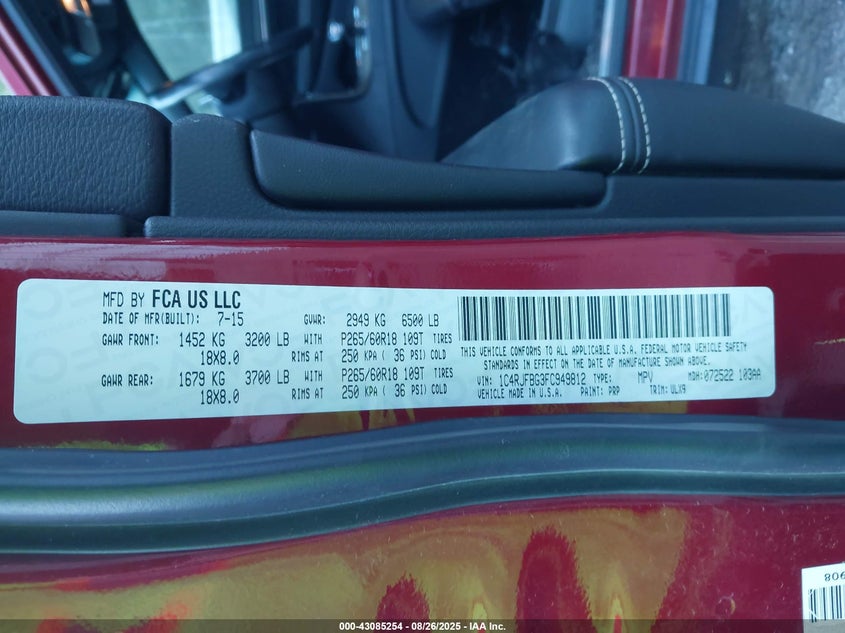 MFD BY FCA US LLC
DATE OF MFR(BUILT): 7-15 GVWR: 2949 KG 6500 LB
GAWR FRONT: 1452 KG 3200 LB WITH P265/60R18 109T TIRES
18X8.0 RIMS AT 250 KPA ( 36 PSI) COLD
GAWR REAR: 1679 KG 3700 LB WITH P265/60R18 109T TIRES
18X8.0 RIMS AT 250 KPA ( 36 PSI) COLD
THIS VEHICLE CONFORMS TO ALL APPLICABLE U.S.A. FEDERAL MOTOR VEHICLE SAFETY
STANDARDS IN EFFECT ON THE DATE OF MANUFACTURE SHOWN ABOVE.
VIN: 1C4RJFBG3FC949812 TYPE: MPV MDH: 072522 103AA
VEHICLE MADE IN U.S.A. PAINT: PRP TRIM: ULX9
908
000-43085254 - 08/26/2025 - IAA Inc.